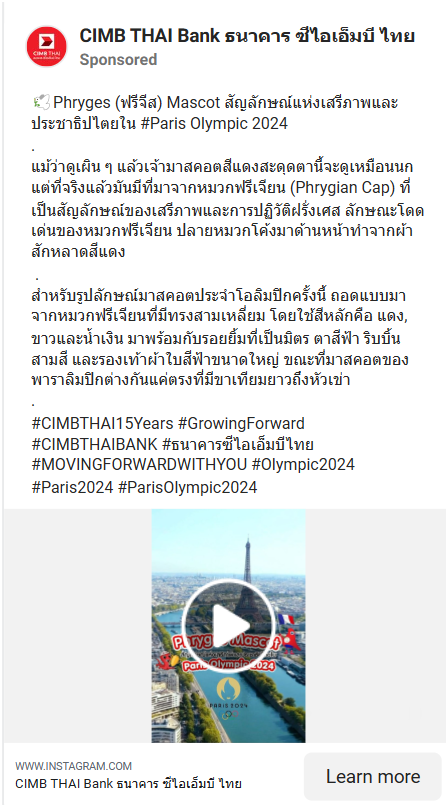 CIMB THAI Bank ธนาคาร ซีไอเอ็มบี ไทย
Sponsored
CIMB THAI
🕊️Phryges (ฟรีจีส) Mascot สัญลักษณ์แห่งเสรีภาพและ
ประชาธิปไตยใน #Paris Olympic 2024
.
แม้ว่าดูเผิน ๆ แล้วเจ้ามาสคอตสีแดงสะดุดตานี้จะดูเหมือนนก
แต่ที่จริงแล้วมันมีที่มาจากหมวกฟรีเจียน (Phrygian Cap) ที่
เป็นสัญลักษณ์ของเสรีภาพและการปฏิวัติฝรั่งเศส ลักษณะโดด
เด่นของหมวกฟรีเจียน ปลายหมวกโค้งมาด้านหน้าทำจากผ้า
สักหลาดสีแดง
.
สำหรับรูปลักษณ์มาสคอตประจำโอลิมปิกครั้งนี้ ถอดแบบมา
จากหมวกฟรีเจียนที่มีทรงสามเหลี่ยม โดยใช้สีหลักคือ แดง,
ขาวและน้ำเงิน มาพร้อมกับรอยยิ้มที่เป็นมิตร ตาสีฟ้า ริบบิ้น
สามสี และรองเท้าผ้าใบสีฟ้าขนาดใหญ่ ขณะที่มาสคอตของ
พาราลิมปิกต่างกันแค่ตรงที่มีขาเทียมยาวถึงหัวเข่า
.
#CIMBTHAI15Years #GrowingForward
#CIMBTHAIBANK #ธนาคารซีไอเอ็มบีไทย
#MOVINGFORWARDWITHYOU #Olympic2024
#Paris2024 #ParisOlympic2024
Phryges Mascot
Paris Olympic 2024
PARIS 2024
WWW.INSTAGRAM.COM
CIMB THAI Bank ธนาคาร ซีไอเอ็มบี ไทย
Learn more